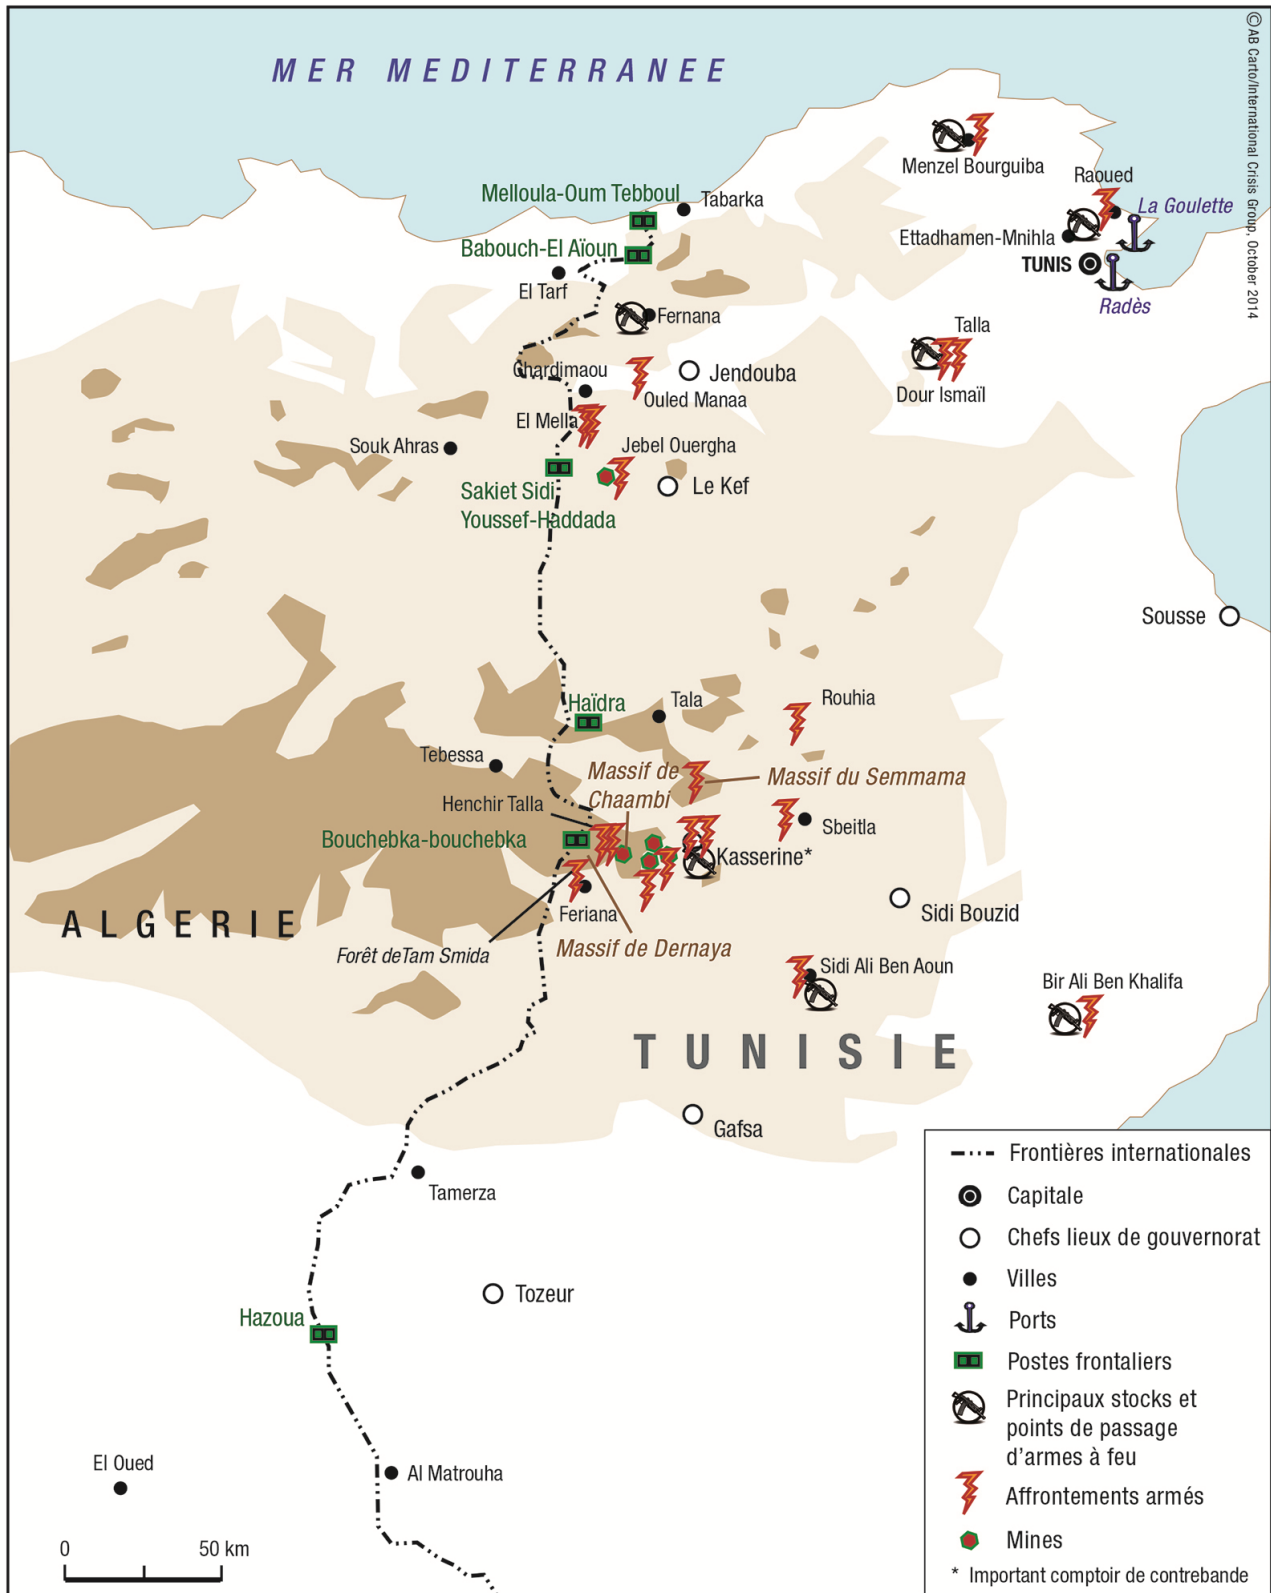 MER MEDITERRANEE
©AB Carto/International Crisis Group, October 2014
Menzel Bourguiba
Raoued
Melloula-Oum Tebboul
Tabarka
La Goulette
Ettadhamen-Mnihla
Babouch-El Aïoun
TUNIS
El Tarf
Radès
Fernana
Talla
Ghardimaou
Jendouba
Dour Ismaïl
Ouled Manaa
El Mella
Souk Ahras
Jebel Ouergha
Le Kef
Sakiet Sidi
Youssef-Haddada
Sousse
Haïdra
Tala
Rouhia
Tebessa
Massif de
Chaambi
Massif du Semmama
Henchir Talla
Sbeitla
Bouchebka-bouchebka
Kasserine*
ALGERIE
Feriana
Sidi Bouzid
Forêt deTam Smida
Massif de Dernaya
Sidi Ali Ben Aoun
Bir Ali Ben Khalifa
TUNISIE
Gafsa
Tamerza
Tozeur
Hazoua
El Oued
Al Matrouha
0 50 km
Frontières internationales
Capitale
Chefs lieux de gouvernorat
Villes
Ports
Postes frontaliers
Principaux stocks et
points de passage
d'armes à feu
Affrontements armés
Mines
* Important comptoir de contrebande